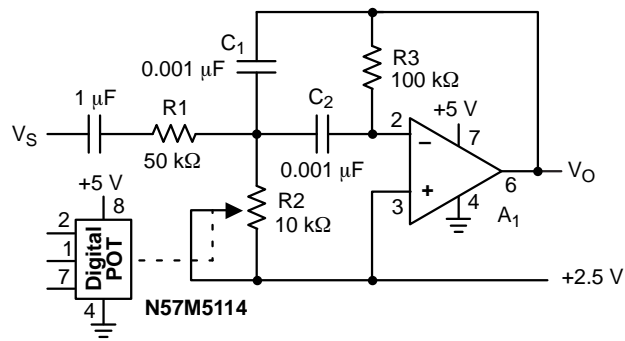 C1
0.001 µF
R3
100 kΩ
1 µF
R1
C2
+5 V
VS
50 kΩ
0.001 µF
2
7
–
+
3
4
6
VO
A1
+5 V
8
R2
10 kΩ
2
1
7
4
Digital
POT
N57M5114
+2.5 V